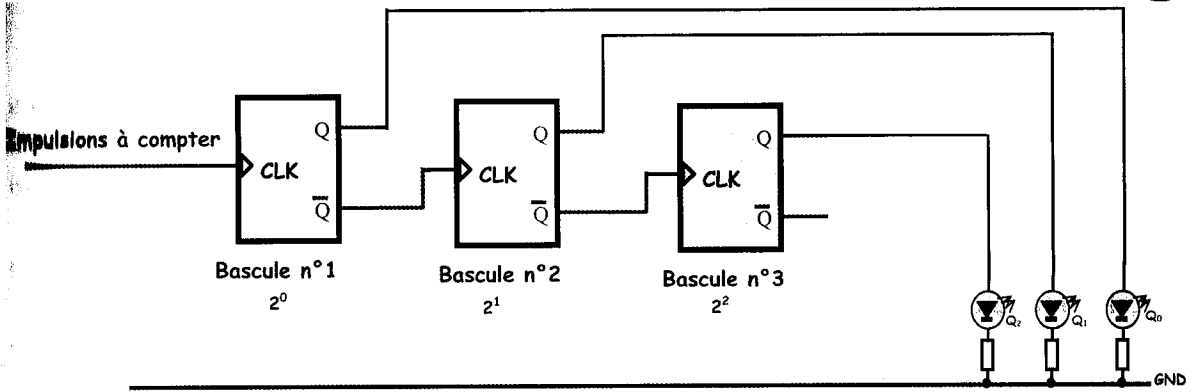 Impulsions à compter
Q
CLK
Q̅
Bascule n°1
2⁰
Q
CLK
Q̅
Bascule n°2
2¹
Q
CLK
Q̅
Bascule n°3
2²
Q₂
Q₁
Q₀
GND